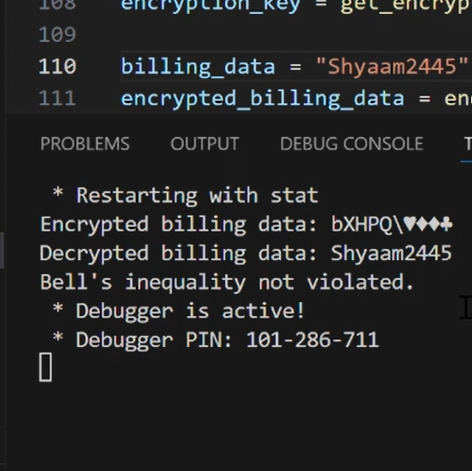 108 encryption_key = get_encryp
109
110 billing_data = "Shyaam2445"
111 encrypted_billing_data = en
PROBLEMS OUTPUT DEBUG CONSOLE T
* Restarting with stat
Encrypted billing data: bXHPQ\♥♦♦♣
Decrypted billing data: Shyaam2445
Bell's inequality not violated.
* Debugger is active!
* Debugger PIN: 101-286-711